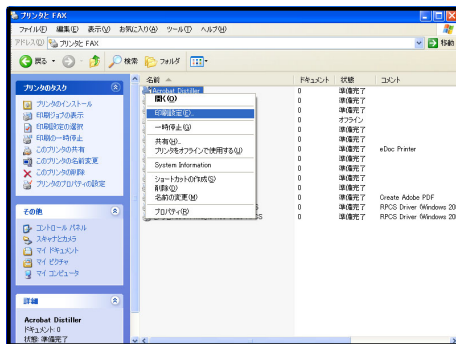 プリンタと FAX
ファイル(F) 編集(E) 表示(V) お気に入り(A) ツール(T) ヘルプ(H)
アドレス(D) プリンタと FAX 移動
戻る 検索 フォルダ
プリンタのタスク
プリンタのインストール
印刷ジョブの表示
印刷設定の選択
印刷の一時停止
このプリンタの共有
このプリンタの名前変更
このプリンタの削除
プリンタのプロパティの設定
その他
コントロール パネル
スキャナとカメラ
マイ ドキュメント
マイ ピクチャ
マイ コンピュータ
詳細
Acrobat Distiller
ドキュメント: 0
状態: 準備完了
名前 ドキュメント 状態 コメント
Acrobat Distiller 0 準備完了
0 準備完了
0 準備完了
0 オフライン
0 準備完了
0 準備完了
0 準備完了 eDoc Printer
0 準備完了
0 準備完了
0 準備完了
0 準備完了
0 準備完了 Create Adobe PDF
0 準備完了 RPCS Driver (Windows 20
0 準備完了 RPCS Driver (Windows 20
開く(O)
印刷設定(E)...
一時停止(G)
共有(H)...
プリンタをオフラインで使用する(U)
System Information
ショートカットの作成(S)
削除(D)
名前の変更(M)
プロパティ(R)